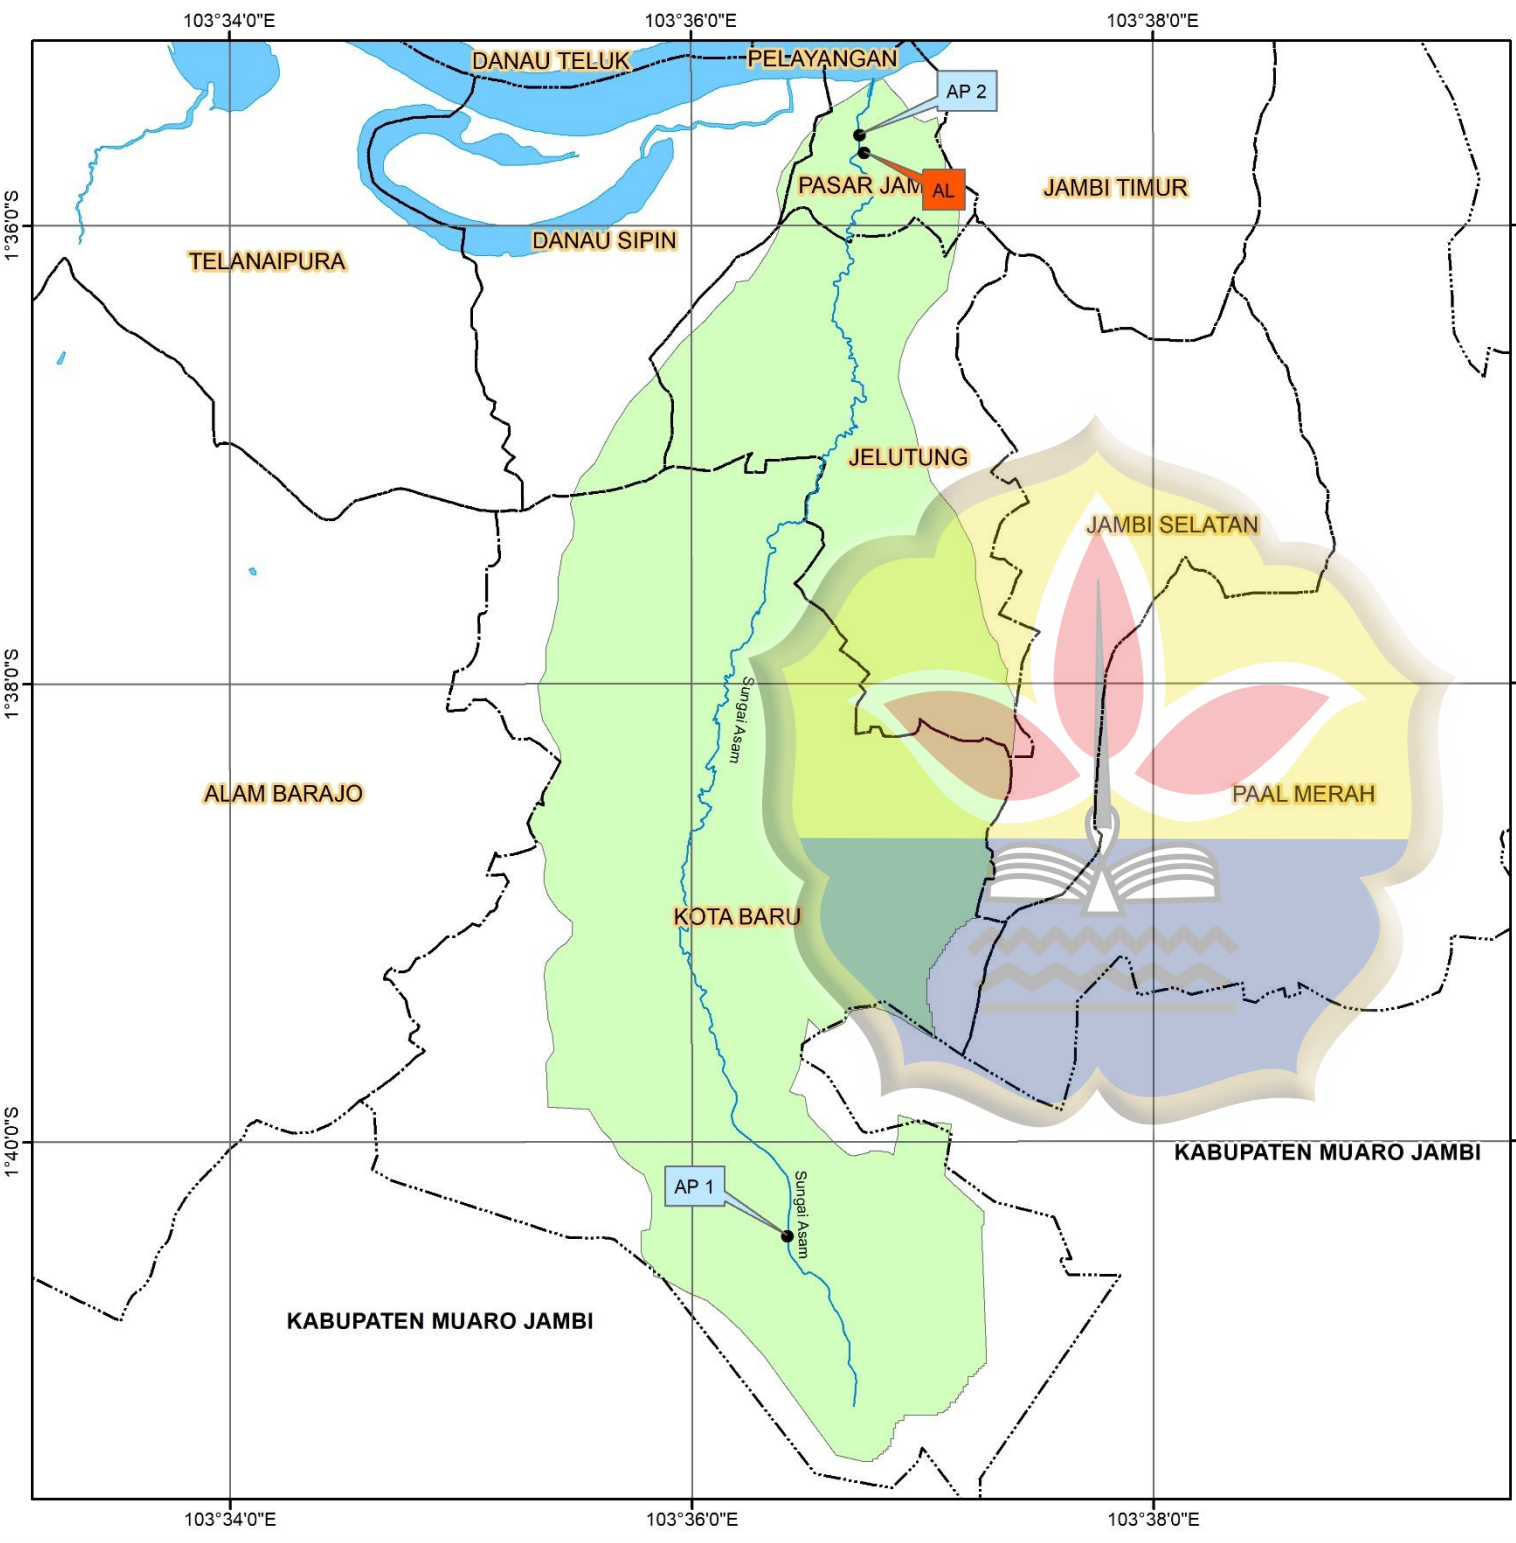 103°34'0"E
103°36'0"E
103°38'0"E
DANAU TELUK
PELAYANGAN
AP 2
PASAR JAM
AL
JAMBI TIMUR
1°36'0"S
DANAU SIPIN
TELANAIPURA
JELUTUNG
JAMBI SELATAN
1°38'0"S
Sungai Asam
ALAM BARAJO
PAAL MERAH
KOTA BARU
1°40'0"S
KABUPATEN MUARO JAMBI
AP 1
Sungai Asam
KABUPATEN MUARO JAMBI
103°34'0"E
103°36'0"E
103°38'0"E